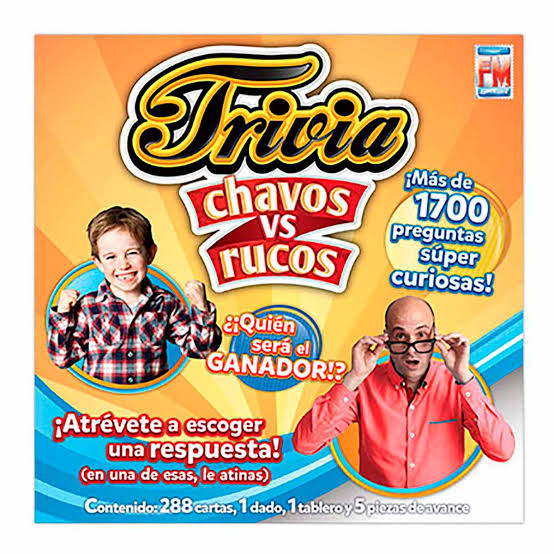 Trivia
chavos
vs
rucos
FM
¡Más de
1700
preguntas
súper
curiosas!
¿¡Quién
será el
GANADOR!?
¡Atrévete a escoger
una respuesta!
(en una de esas, le atinas)
Contenido: 288 cartas, 1 dado, 1 tablero y 5 piezas de avance